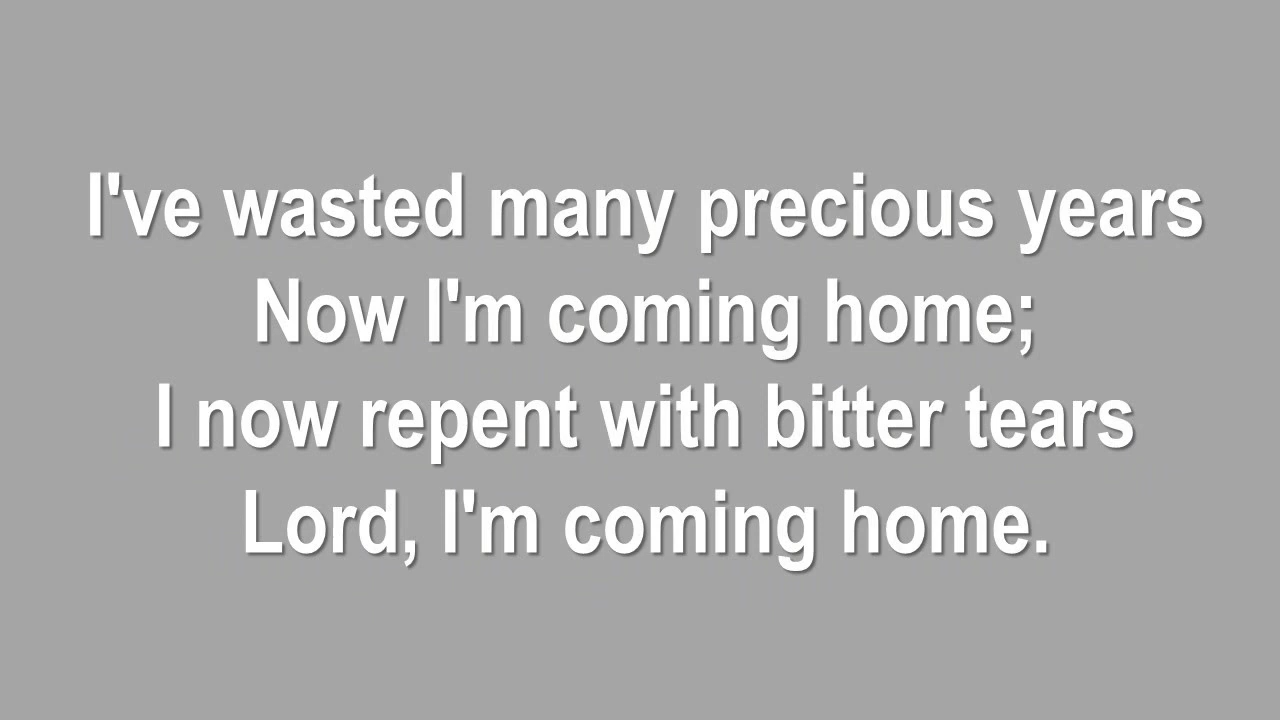 I've wasted many precious years
Now I'm coming home;
I now repent with bitter tears
Lord, I'm coming home.